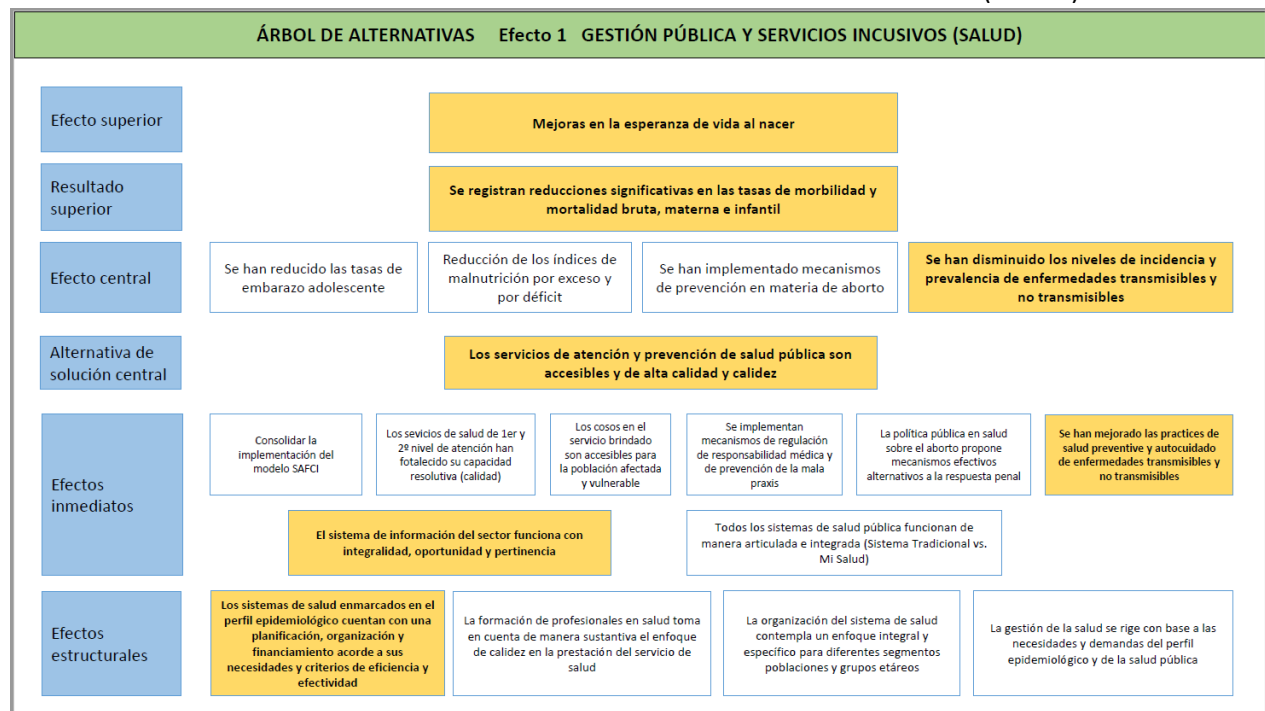 ÁRBOL DE ALTERNATIVAS Efecto 1 GESTIÓN PÚBLICA Y SERVICIOS INCUSIVOS (SALUD)
Efecto superior
Mejoras en la esperanza de vida al nacer
Resultado
superior
Se registran reducciones significativas en las tasas de morbilidad y
mortalidad bruta, materna e infantil
Efecto central
Se han reducido las tasas de
embarazo adolescente
Reducción de los índices de
malnutrición por exceso y
por déficit
Se han implementado mecanismos
de prevención en materia de aborto
Se han disminuido los niveles de incidencia y
prevalencia de enfermedades transmisibles y
no transmisibles
Alternativa de
solución central
Los servicios de atención y prevención de salud pública son
accesibles y de alta calidad y calidez
Efectos
inmediatos
Consolidar la
implementación del
modelo SAFCI
Los sevicios de salud de 1er y
2º nivel de atención han
fotalecido su capacidad
resolutiva (calidad)
Los cosos en el
servicio brindado
son accesibles para
la población afectada
y vulnerable
Se implementan
mecanismos de regulación
de responsabilidad médica y
de prevención de la mala
praxis
La política pública en salud
sobre el aborto propone
mecanismos efectivos
alternativos a la respuesta penal
Se han mejorado las practices de
salud preventive y autocuidado
de enfermedades transmisibles y
no transmisibles
El sistema de información del sector funciona con
integralidad, oportunidad y pertinencia
Todos los sistemas de salud pública funcionan de
manera articulada e integrada (Sistema Tradicional vs.
Mi Salud)
Efectos
estructurales
Los sistemas de salud enmarcados en el
perfil epidemiológico cuentan con una
planificación, organización y
financiamiento acorde a sus
necesidades y criterios de eficiencia y
efectividad
La formación de profesionales en salud toma
en cuenta de manera sustantiva el enfoque
de calidez en la prestación del servicio de
salud
La organización del sistema de salud
contempla un enfoque integral y
específico para diferentes segmentos
poblaciones y grupos etáreos
La gestión de la salud se rige con base a las
necesidades y demandas del perfil
epidemiológico y de la salud pública